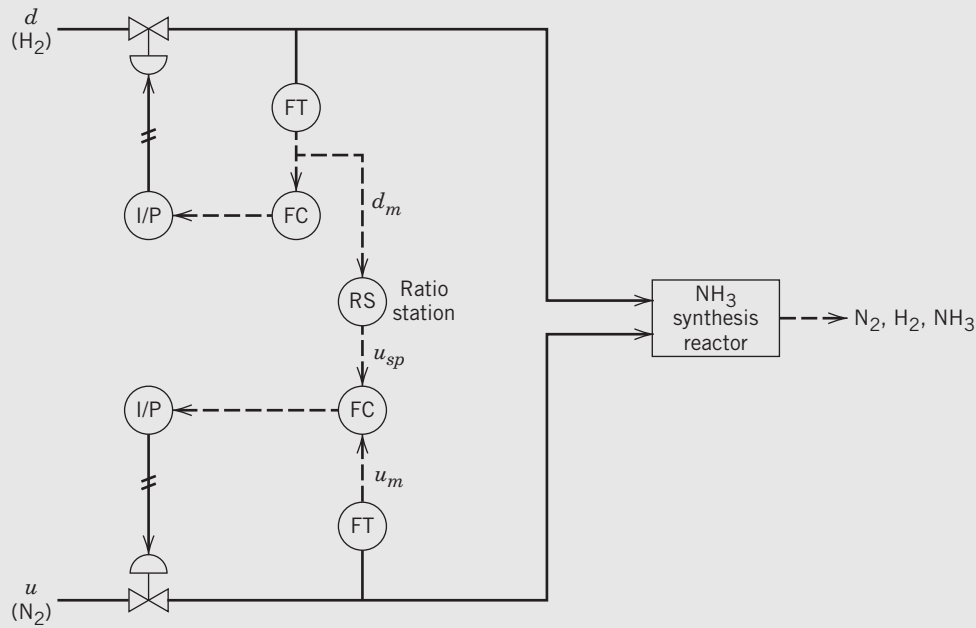 d
(H2)
FT
I/P
FC
dm
RS
Ratio
station
usp
NH3
synthesis
reactor
N2, H2, NH3
I/P
FC
um
FT
u
(N2)